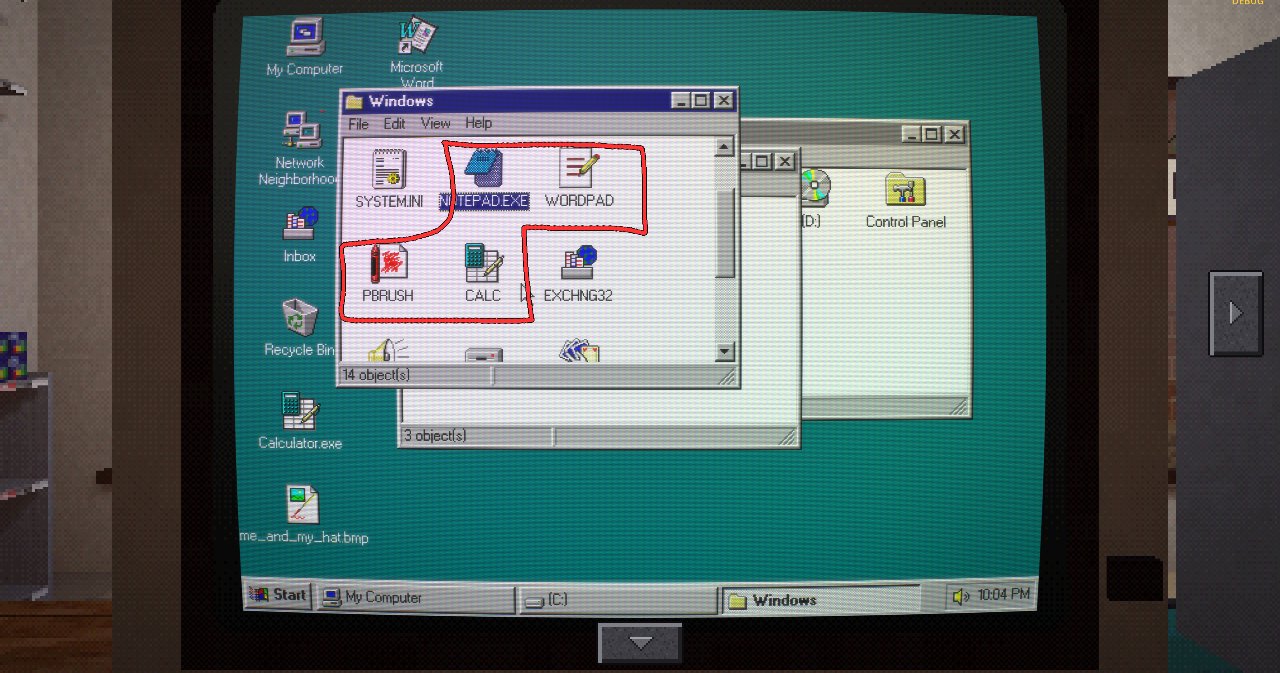 DEBUG
My Computer
Microsoft
Word
Windows
File Edit View Help
Network
Neighborhoo
SYSTEM.INI NOTEPAD.EXE WORDPAD
(D:) Control Panel
Inbox
PBRUSH CALC EXCHNG32
Recycle Bin
14 object(s)
Calculator.exe
3 object(s)
me_and_my_hat.bmp
Start My Computer (C:) Windows 10:04 PM